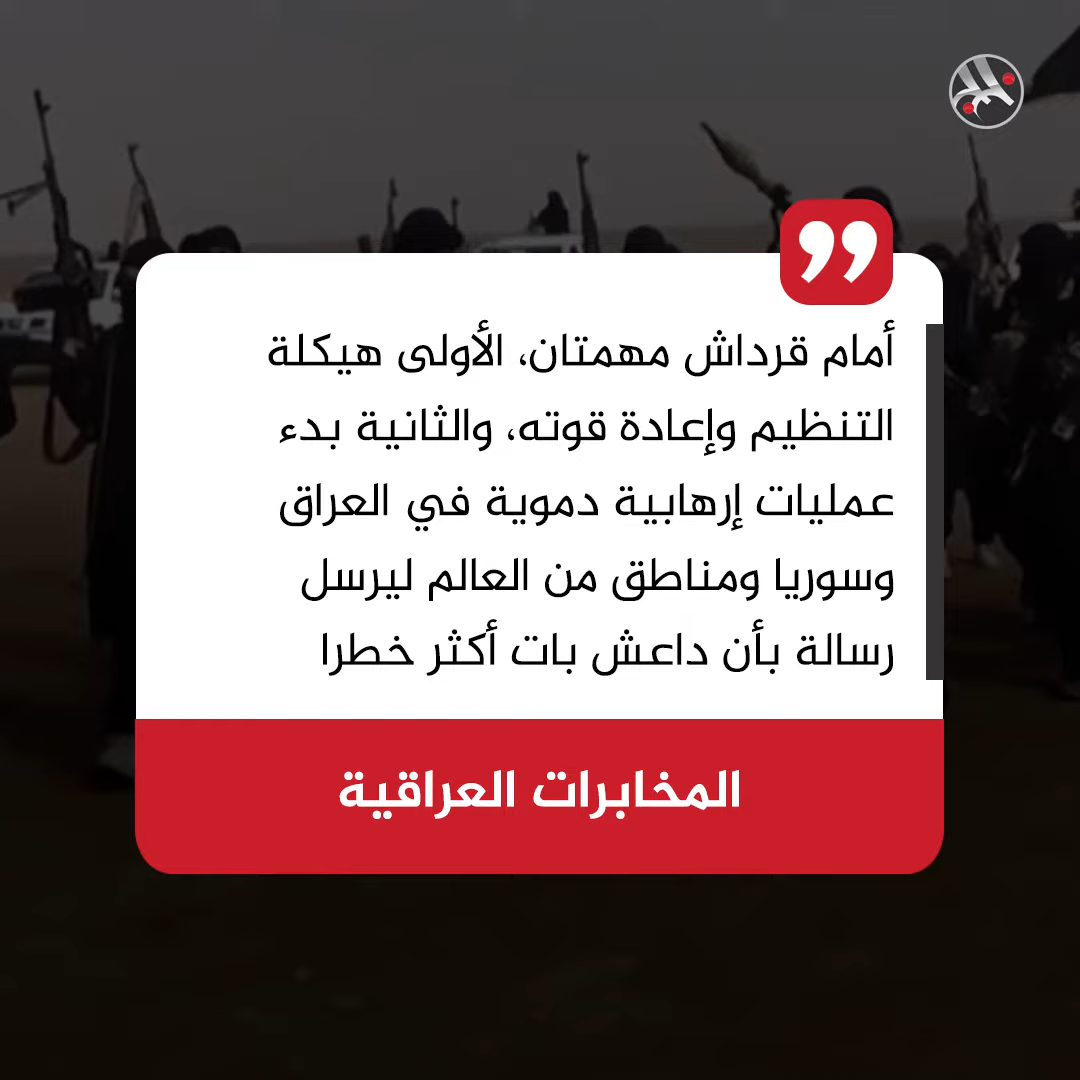 أمام قرداش مهمتان، الأولى هيكلة
التنظيم وإعادة قوته، والثانية بدء
عمليات إرهابية دموية في العراق
وسوريا ومناطق من العالم ليرسل
رسالة بأن داعش بات أكثر خطرا
المخابرات العراقية